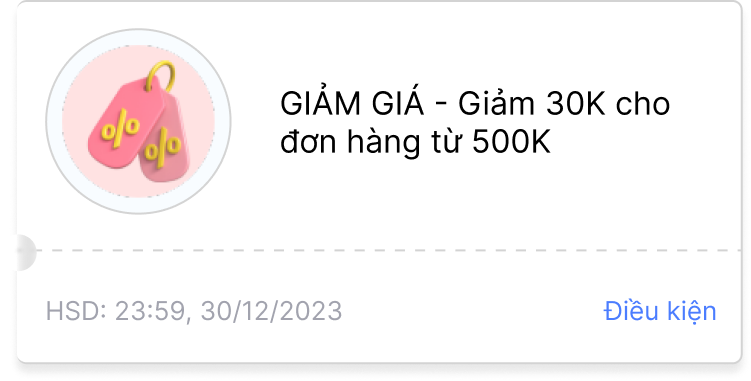 GIẢM GIÁ - Giảm 30K cho
đơn hàng từ 500K
HSD: 23:59, 30/12/2023
Điều kiện